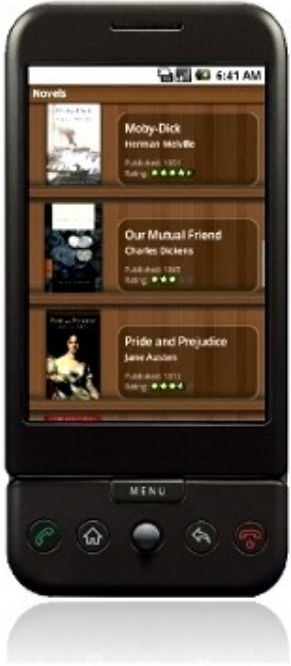 6:41 AM
Novels
Moby-Dick
Herman Melville
Published: 1851
Rating:
Our Mutual Friend
Charles Dickens
Published: 1865
Rating:
Pride and Prejudice
Jane Austen
Published: 1813
Rating:
MENU